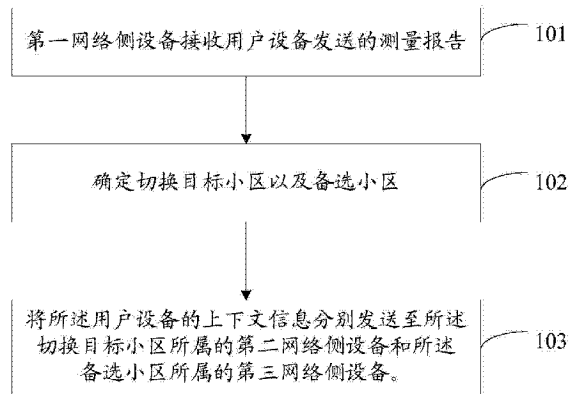 第一网络侧设备接收用户设备发送的测量报告
101
确定切换目标小区以及备选小区
102
将所述用户设备的上下文信息分别发送至所述
切换目标小区所属的第二网络侧设备和所述
备选小区所属的第三网络侧设备。
103